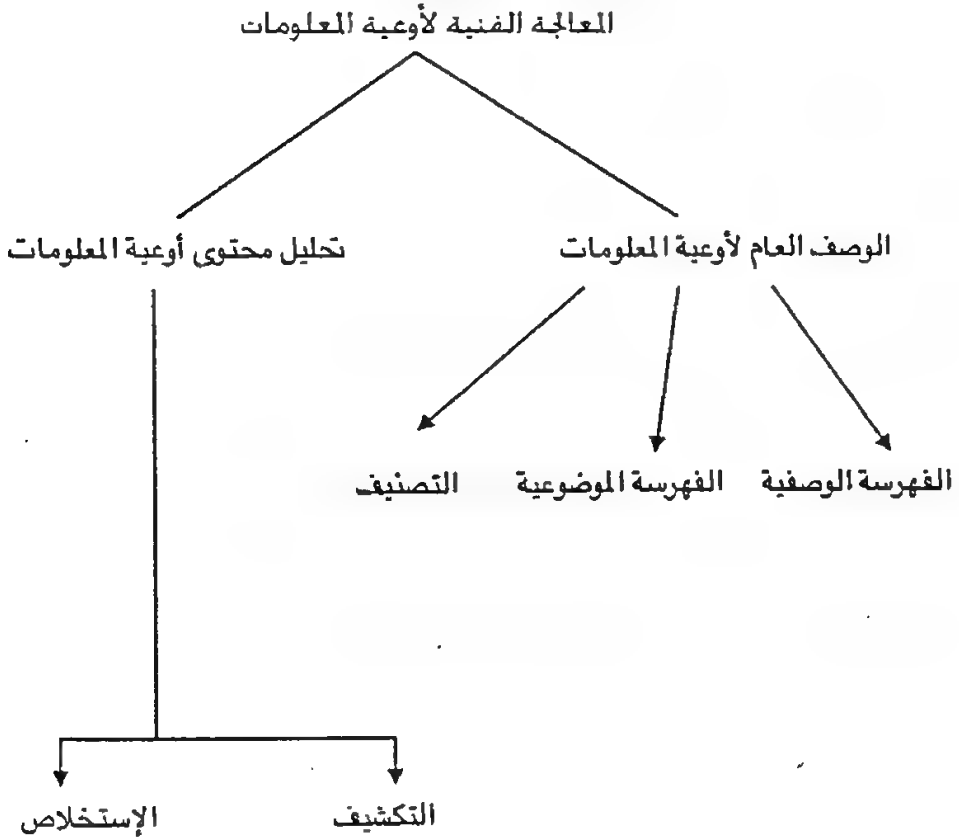 المعالجة الفنية لأوعية المعلومات
الوصف العام لأوعية المعلومات
تحليل محتوى أوعية المعلومات
الفهرسة الوصفية
الفهرسة الموضوعية
التصنيف
التكشيف
الإستخلاص